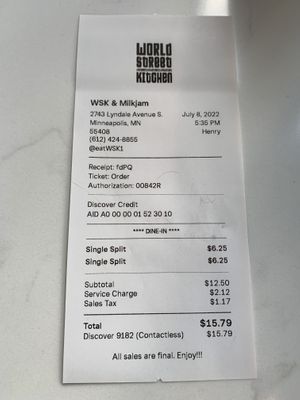 WORLD
STREET
KITCHEN
WSK & Milkjam
2743 Lyndale Avenue S. July 8, 2022
Minneapolis, MN 5:35 PM
55408 Henry
(612) 424-8855
@eatWSK1
Receipt: fdPQ
Ticket: Order
Authorization: 00842R
Discover Credit
AID A0 00 00 01 52 30 10
**** DINE-IN ****
Single Split $6.25
Single Split $6.25
Subtotal $12.50
Service Charge $2.12
Sales Tax $1.17
Total $15.79
Discover 9182 (Contactless) $15.79
All sales are final. Enjoy!!!